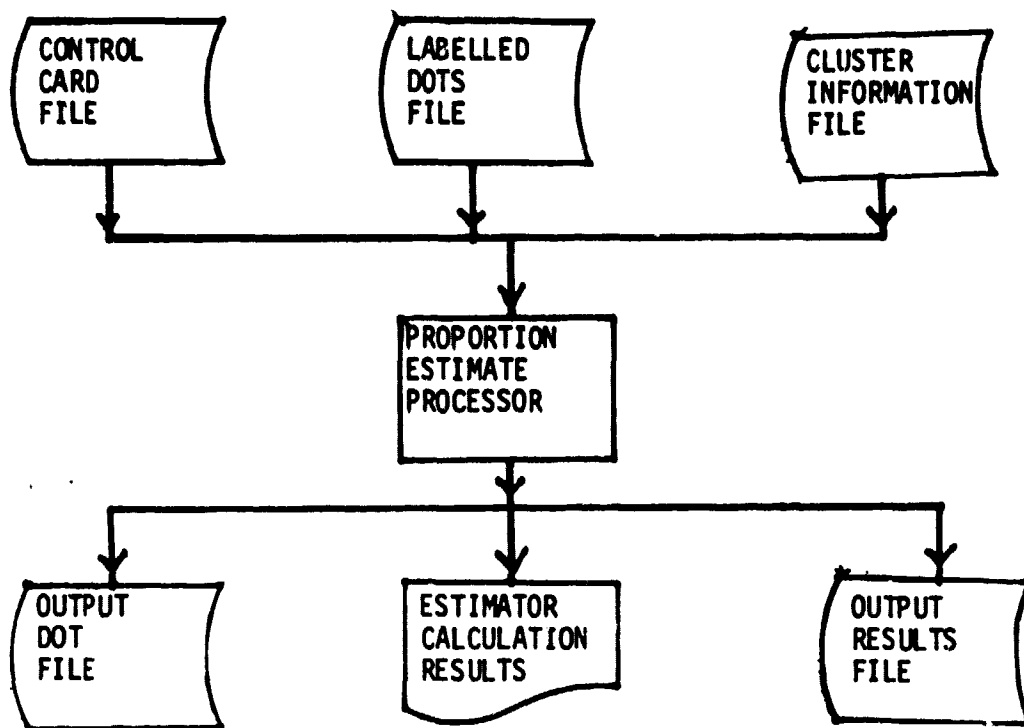 CONTROL
CARD
FILE
LABELLED
DOTS
FILE
CLUSTER
INFORMATION
FILE
PROPORTION
ESTIMATE
PROCESSOR
OUTPUT
DOT
FILE
ESTIMATOR
CALCULATION
RESULTS
OUTPUT
RESULTS
FILE